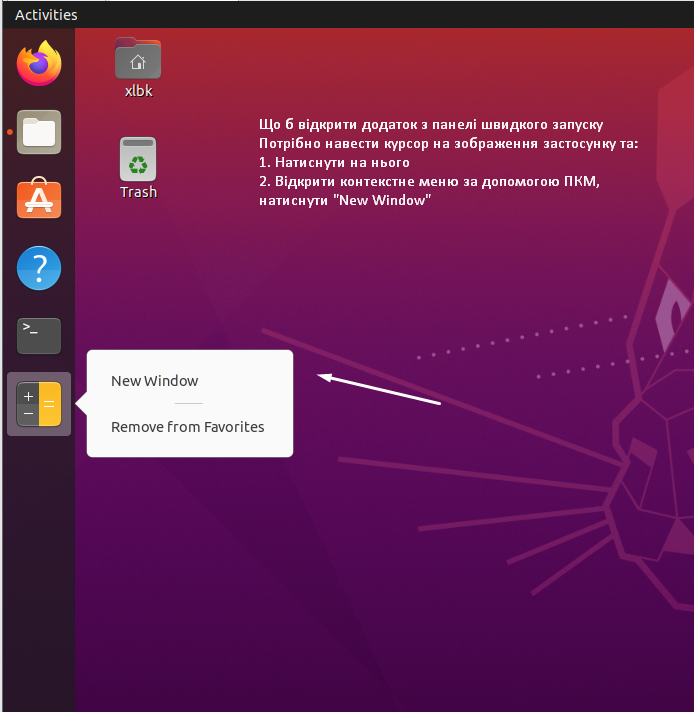 Activities
xlbk
Trash
Що б відкрити додаток з панелі швидкого запуску
Потрібно навести курсор на зображення застосунку та:
1. Натиснути на нього
2. Відкрити контекстне меню за допомогою ПКМ,
натиснути "New Window"
New Window
Remove from Favorites